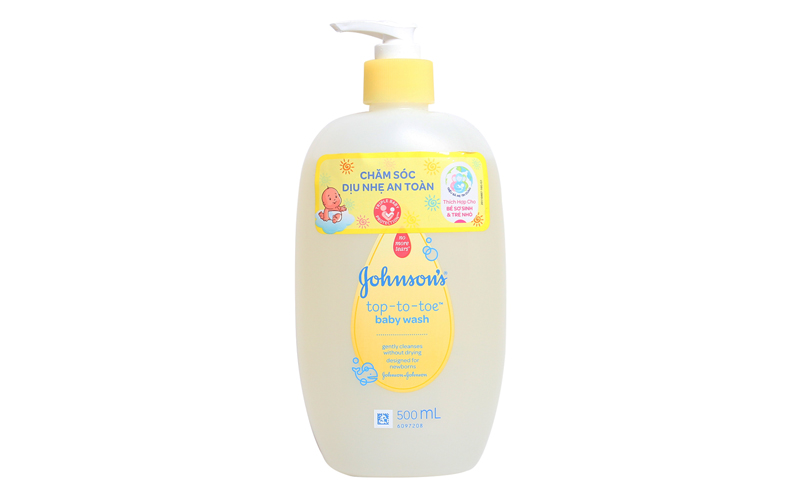 CHĂM SÓC
DỊU NHẸ AN TOÀN
Thích Hợp Cho
BÉ SƠ SINH
& TRẺ NHỎ
no
more
tears®
Johnson's®
top-to-toe™
baby wash
gently cleanses
without drying
designed for
newborns
Johnson & Johnson
500 mL